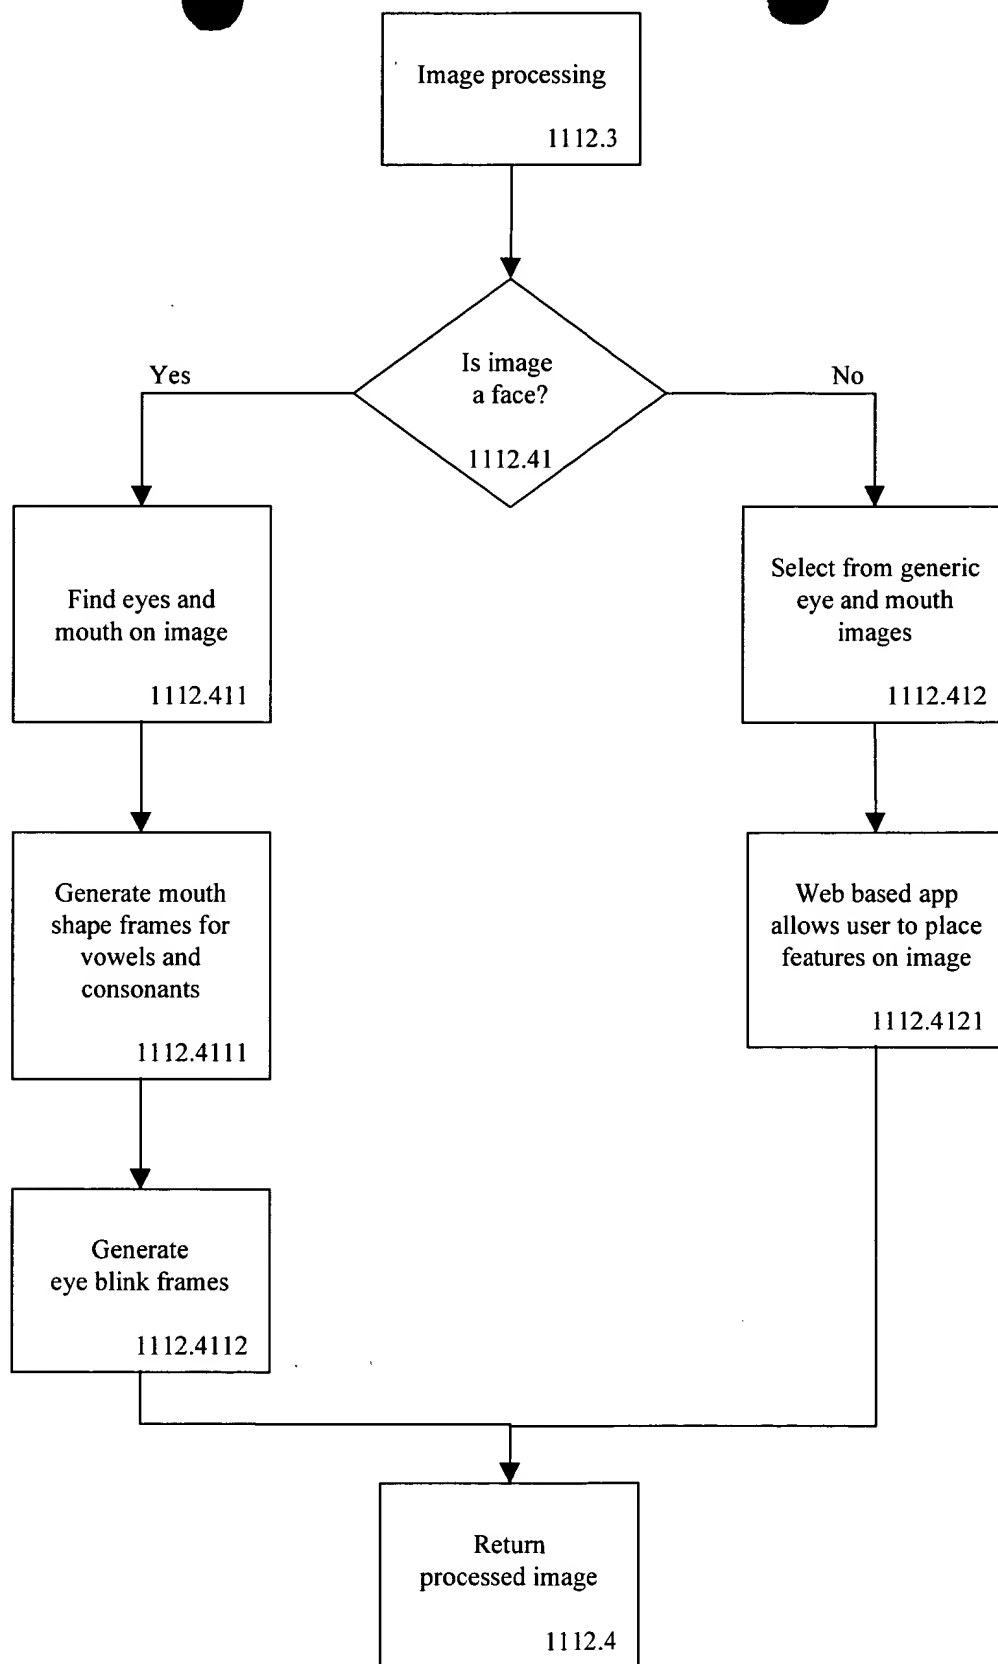 Image processing
1112.3
Is image
a face?
1112.41
Yes
No
Find eyes and
mouth on image
1112.411
Select from generic
eye and mouth
images
1112.412
Generate mouth
shape frames for
vowels and
consonants
1112.4111
Web based app
allows user to place
features on image
1112.4121
Generate
eye blink frames
1112.4112
Return
processed image
1112.4